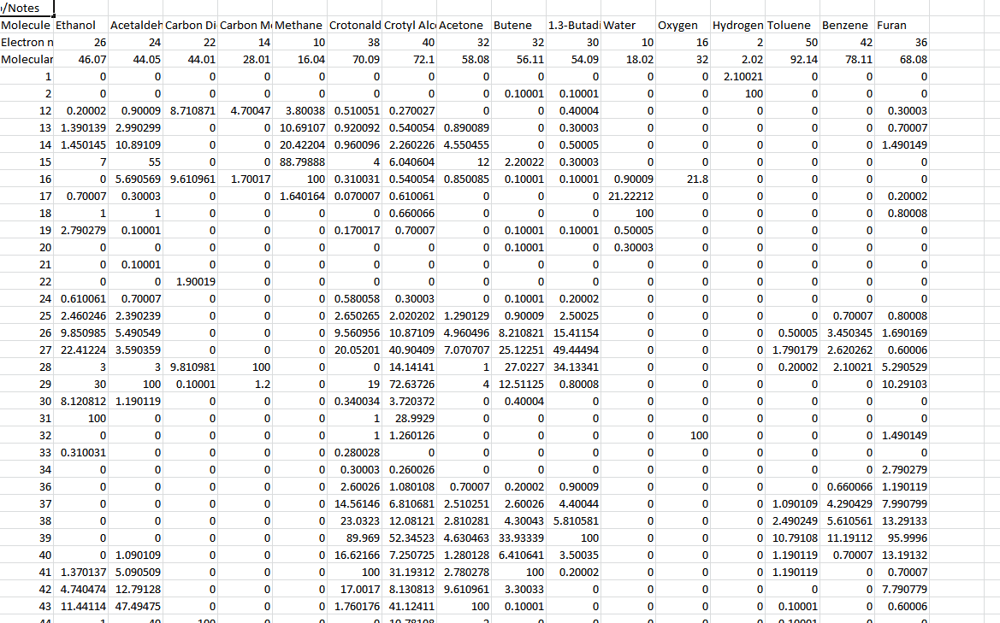 /Notes
Molecule Ethanol Acetaldeh Carbon Di Carbon M Methane Crotonald Crotyl Alc Acetone Butene 1.3-Butadi Water Oxygen Hydrogen Toluene Benzene Furan
Electron n 26 24 22 14 10 38 40 32 32 30 10 16 2 50 42 36
Molecular 46.07 44.05 44.01 28.01 16.04 70.09 72.1 58.08 56.11 54.09 18.02 32 2.02 92.14 78.11 68.08
1 0 0 0 0 0 0 0 0 0 0 0 0 2.10021 0 0 0
2 0 0 0 0 0 0 0 0 0.10001 0.10001 0 0 100 0 0 0
12 0.20002 0.90009 8.710871 4.70047 3.80038 0.510051 0.270027 0 0 0.40004 0 0 0 0 0 0.30003
13 1.390139 2.990299 0 0 10.69107 0.920092 0.540054 0.890089 0 0.30003 0 0 0 0 0 0.70007
14 1.450145 10.89109 0 0 20.42204 0.960096 2.260226 4.550455 0 0.50005 0 0 0 0 0 1.490149
15 7 55 0 0 88.79888 4 6.040604 12 2.20022 0.30003 0 0 0 0 0 0
16 0 5.690569 9.610961 1.70017 100 0.310031 0.540054 0.850085 0.10001 0.10001 0.90009 21.8 0 0 0 0
17 0.70007 0.30003 0 0 1.640164 0.070007 0.610061 0 0 0 21.22212 0 0 0 0 0.20002
18 1 1 0 0 0 0 0.660066 0 0 0 100 0 0 0 0 0.80008
19 2.790279 0.10001 0 0 0 0.170017 0.70007 0 0.10001 0.10001 0.50005 0 0 0 0 0
20 0 0 0 0 0 0 0 0 0.10001 0 0.30003 0 0 0 0 0
21 0 0.10001 0 0 0 0 0 0 0 0 0 0 0 0 0 0
22 0 0 1.90019 0 0 0 0 0 0 0 0 0 0 0 0 0
24 0.610061 0.70007 0 0 0 0.580058 0.30003 0 0.10001 0.20002 0 0 0 0 0 0
25 2.460246 2.390239 0 0 0 2.650265 2.020202 1.290129 0.90009 2.50025 0 0 0 0 0.70007 0.80008
26 9.850985 5.490549 0 0 0 9.560956 10.87109 4.960496 8.210821 15.41154 0 0 0 0.50005 3.450345 1.690169
27 22.41224 3.590359 0 0 0 20.05201 40.90409 7.070707 25.12251 49.44494 0 0 0 1.790179 2.620262 0.60006
28 3 3 9.810981 100 0 0 14.14141 1 27.0227 34.13341 0 0 0 0.20002 2.10021 5.290529
29 30 100 0.10001 1.2 0 19 72.63726 4 12.51125 0.80008 0 0 0 0 0 10.29103
30 8.120812 1.190119 0 0 0 0.340034 3.720372 0 0.40004 0 0 0 0 0 0 0
31 100 0 0 0 0 1 28.9929 0 0 0 0 0 0 0 0 0
32 0 0 0 0 0 1 1.260126 0 0 0 0 100 0 0 0 1.490149
33 0.310031 0 0 0 0 0.280028 0 0 0 0 0 0 0 0 0 0
34 0 0 0 0 0 0.30003 0.260026 0 0 0 0 0 0 0 0 2.790279
36 0 0 0 0 0 2.60026 1.080108 0.70007 0.20002 0.90009 0 0 0 0 0.660066 1.190119
37 0 0 0 0 0 14.56146 6.810681 2.510251 2.60026 4.40044 0 0 0 1.090109 4.290429 7.990799
38 0 0 0 0 0 23.0323 12.08121 2.810281 4.30043 5.810581 0 0 0 2.490249 5.610561 13.29133
39 0 0 0 0 0 89.969 52.34523 4.630463 33.93339 100 0 0 0 10.79108 11.19112 95.9996
40 0 1.090109 0 0 0 16.62166 7.250725 1.280128 6.410641 3.50035 0 0 0 1.190119 0.70007 13.19132
41 1.370137 5.090509 0 0 0 100 31.19312 2.780278 100 0.20002 0 0 0 1.190119 0 0.70007
42 4.740474 12.79128 0 0 0 17.0017 8.130813 9.610961 3.30033 0 0 0 0 0 0 7.790779
43 11.44114 47.49475 0 0 0 1.760176 41.12411 100 0.10001 0 0 0 0 0.10001 0 0.60006